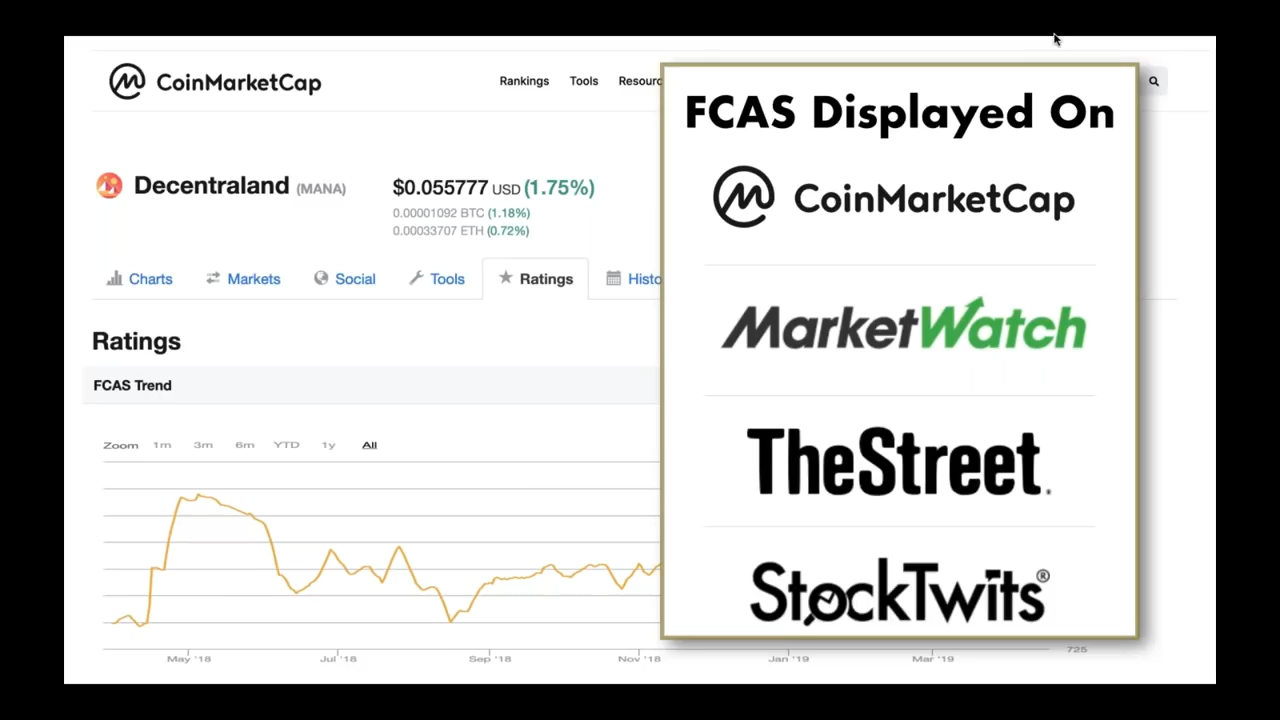 CoinMarketCap
Rankings Tools Resourc
Decentraland (MANA)
$0.055777 USD (1.75%)
0.00001092 BTC (1.18%)
0.00033707 ETH (0.72%)
Charts Markets Social Tools Ratings Histo
Ratings
FCAS Trend
Zoom 1m 3m 6m YTD 1y All
May '18 Jul '18 Sep '18 Nov '18 Jan '19 Mar '19 725
FCAS Displayed On
CoinMarketCap
MarketWatch
TheStreet.
StockTwits®